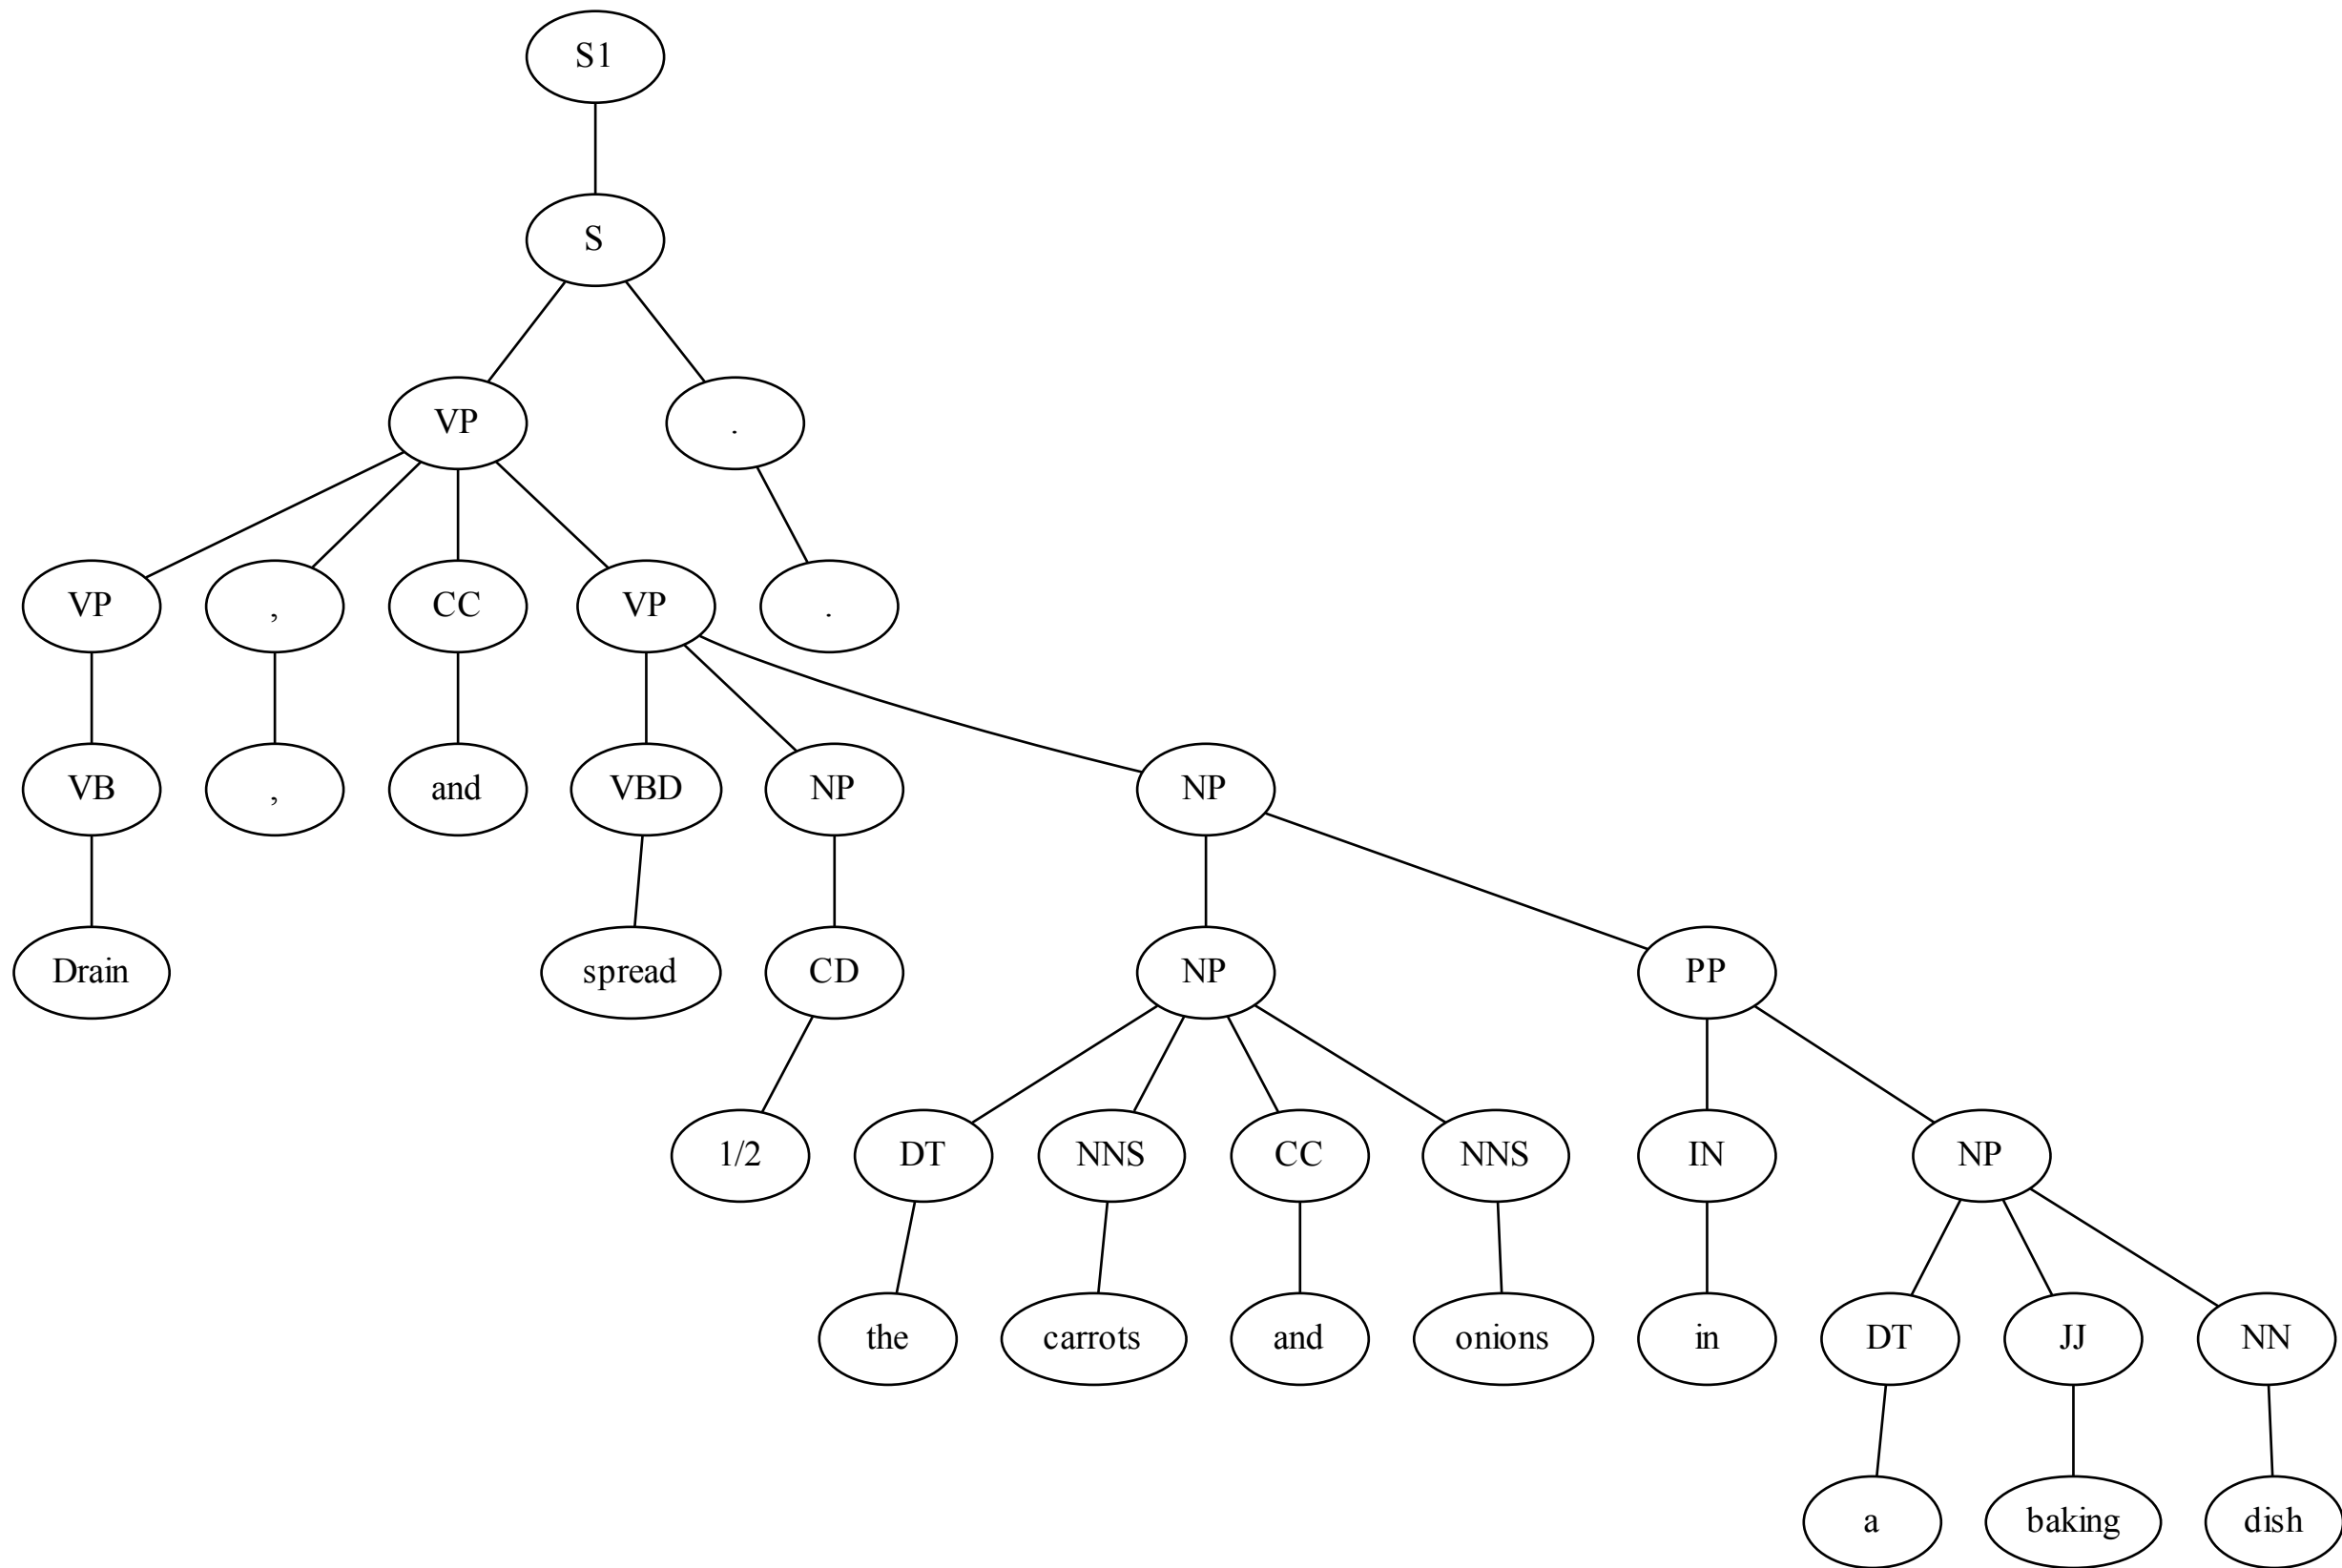 S1
S
VP .
VP , CC VP .
VB , and VBD NP NP
Drain spread CD NP PP
1/2 DT NNS CC NNS IN NP
the carrots and onions in DT JJ NN
a baking dish